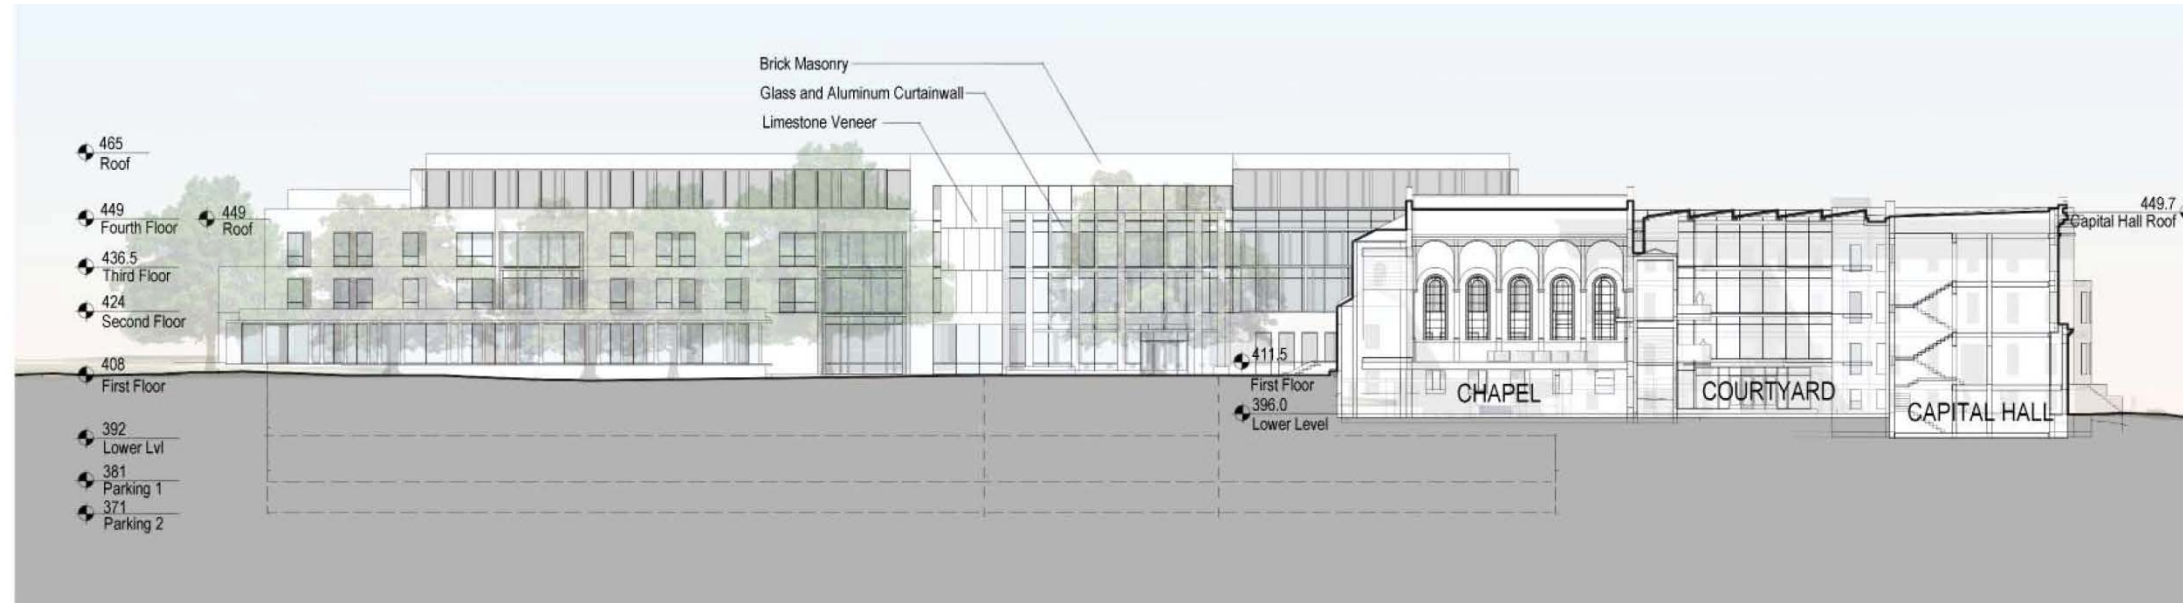 Brick Masonry
Glass and Aluminum Curtainwall
Limestone Veneer
465
Roof
449
Fourth Floor
449
Roof
436.5
Third Floor
424
Second Floor
408
First Floor
392
Lower Lvl
381
Parking 1
371
Parking 2
411.5
First Floor
396.0
Lower Level
CHAPEL
COURTYARD
CAPITAL HALL
449.7
Capital Hall Roof